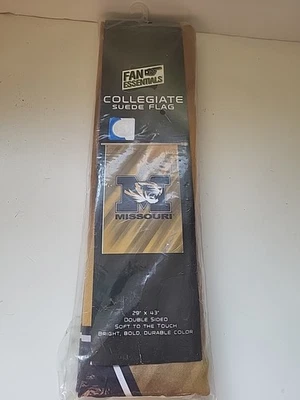 FAN
ESSENTIALS
COLLEGIATE
SUEDE FLAG
M
MISSOURI
29" X 43"
DOUBLE SIDED
SOFT TO THE TOUCH
BRIGHT, BOLD, DURABLE COLOR